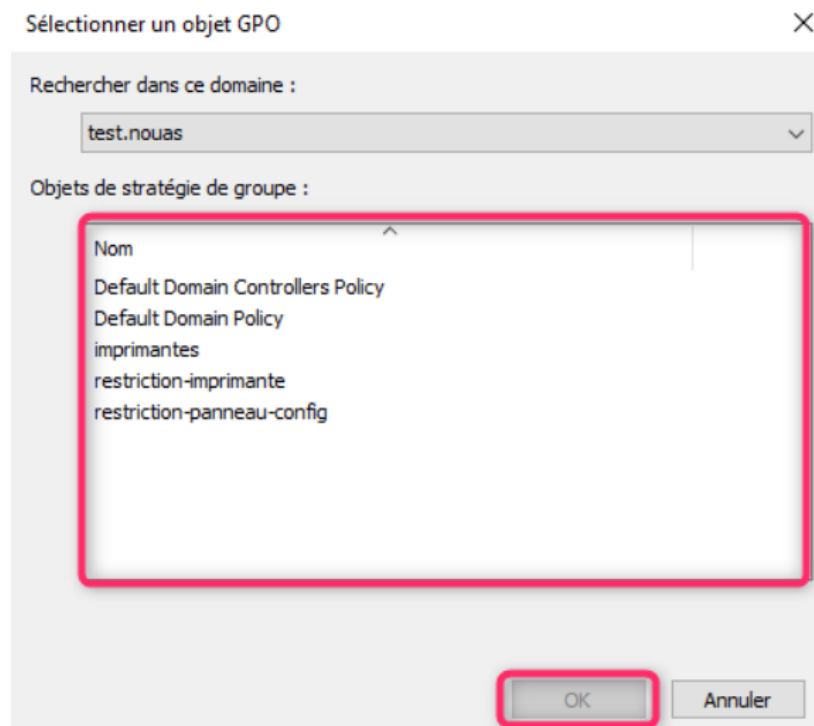 Sélectionner un objet GPO
Rechercher dans ce domaine :
test.nouas
Objets de stratégie de groupe :
Nom
Default Domain Controllers Policy
Default Domain Policy
imprimantes
restriction-imprimante
restriction-panneau-config
OK Annuler